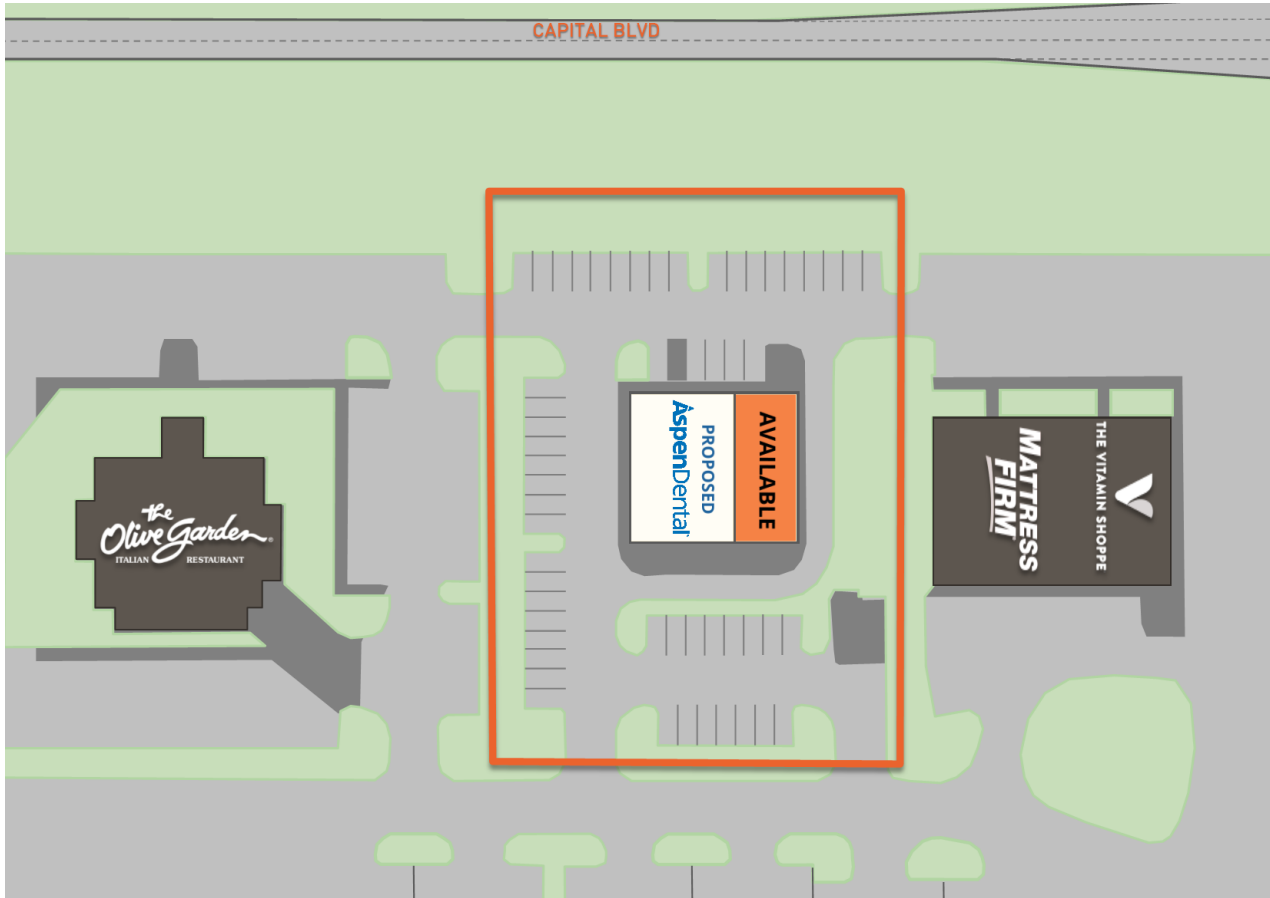 CAPITAL BLVD
the
Olive Garden®
ITALIAN RESTAURANT
AVAILABLE
PROPOSED
AspenDental
THE VITAMIN SHOPPE
MATTRESS
FIRM